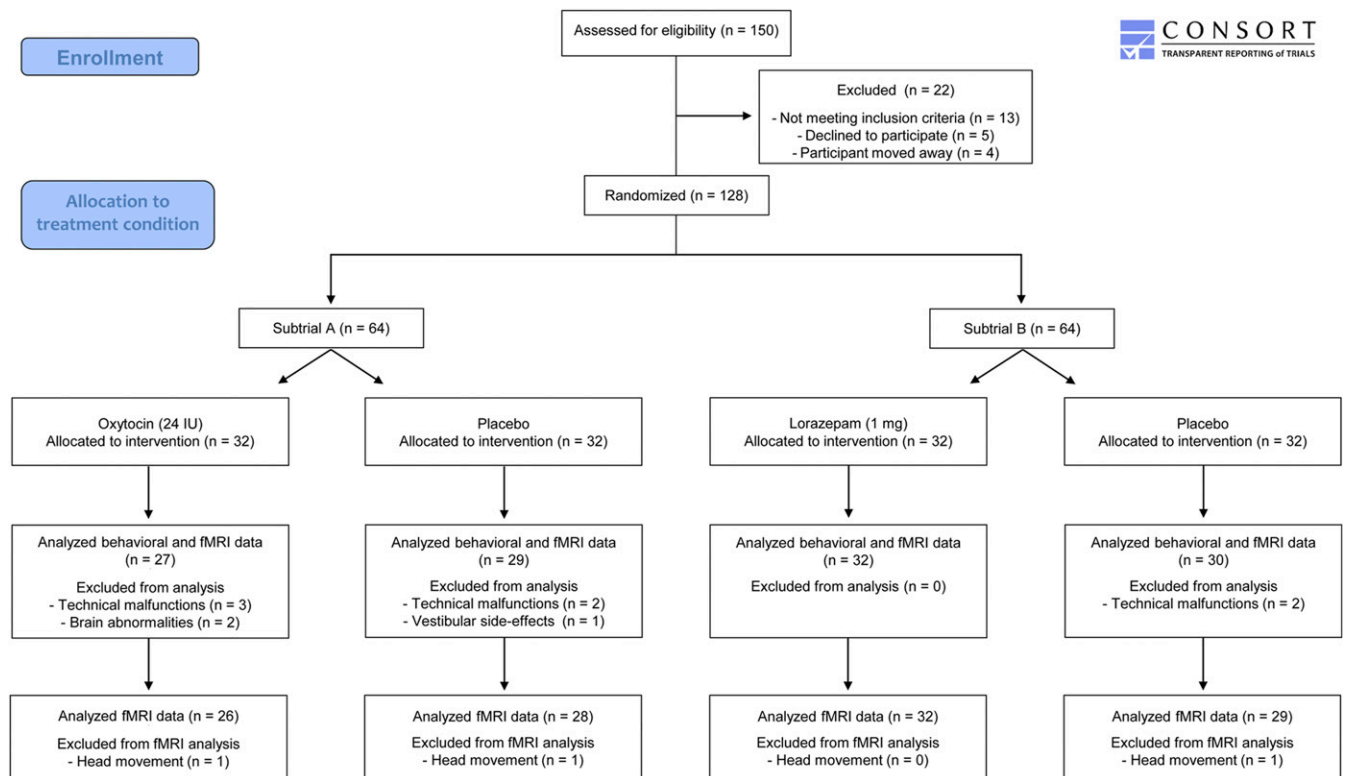 Enrollment
Assessed for eligibility (n = 150)
CONSORT
TRANSPARENT REPORTING of TRIALS
Excluded (n = 22)
- Not meeting inclusion criteria (n = 13)
- Declined to participate (n = 5)
- Participant moved away (n = 4)
Allocation to
treatment condition
Randomized (n = 128)
Subtrial A (n = 64)
Subtrial B (n = 64)
Oxytocin (24 IU)
Allocated to intervention (n = 32)
Placebo
Allocated to intervention (n = 32)
Lorazepam (1 mg)
Allocated to intervention (n = 32)
Placebo
Allocated to intervention (n = 32)
Analyzed behavioral and fMRI data
(n = 27)
Excluded from analysis
- Technical malfunctions (n = 3)
- Brain abnormalities (n = 2)
Analyzed behavioral and fMRI data
(n = 29)
Excluded from analysis
- Technical malfunctions (n = 2)
- Vestibular side-effects (n = 1)
Analyzed behavioral and fMRI data
(n = 32)
Excluded from analysis (n = 0)
Analyzed behavioral and fMRI data
(n = 30)
Excluded from analysis
- Technical malfunctions (n = 2)
Analyzed fMRI data (n = 26)
Excluded from fMRI analysis
- Head movement (n = 1)
Analyzed fMRI data (n = 28)
Excluded from fMRI analysis
- Head movement (n = 1)
Analyzed fMRI data (n = 32)
Excluded from fMRI analysis
- Head movement (n = 0)
Analyzed fMRI data (n = 29)
Excluded from fMRI analysis
- Head movement (n = 1)